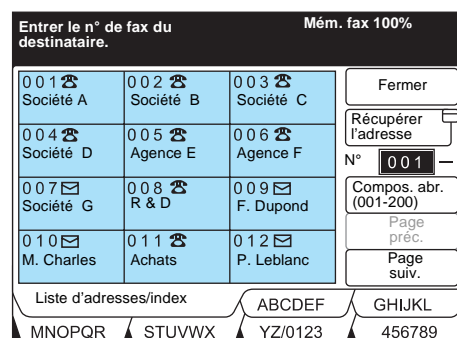 Entrer le n° de fax du
destinataire.
Mém. fax 100%
001 002 003
Société A Société B Société C
Fermer
Récupérer
l'adresse
004 005 006
Société D Agence E Agence F
N° 001 –
007 008 009
Société G R & D F. Dupond
Compos. abr.
(001-200)
Page
préc.
010 011 012
M. Charles Achats P. Leblanc
Page
suiv.
Liste d'adresses/index ABCDEF GHIJKL
MNOPQR STUVWX YZ/0123 456789